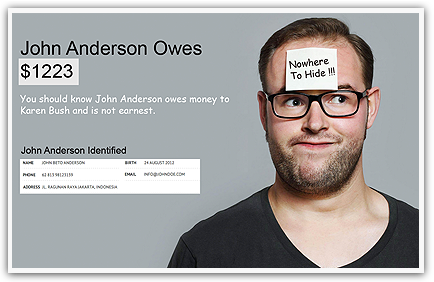 John Anderson Owes
$1223
You should know John Anderson owes money to
Karen Bush and is not earnest.
John Anderson Identified
NAME JOHN BETO ANDERSON BIRTH 24 AUGUST 2012
PHONE 62 813 98123159 EMAIL INFO@JOHNDOE.COM
ADDRESS JL. RAGUNAN RAYA JAKARTA, INDONESIA
Nowhere
To Hide !!!